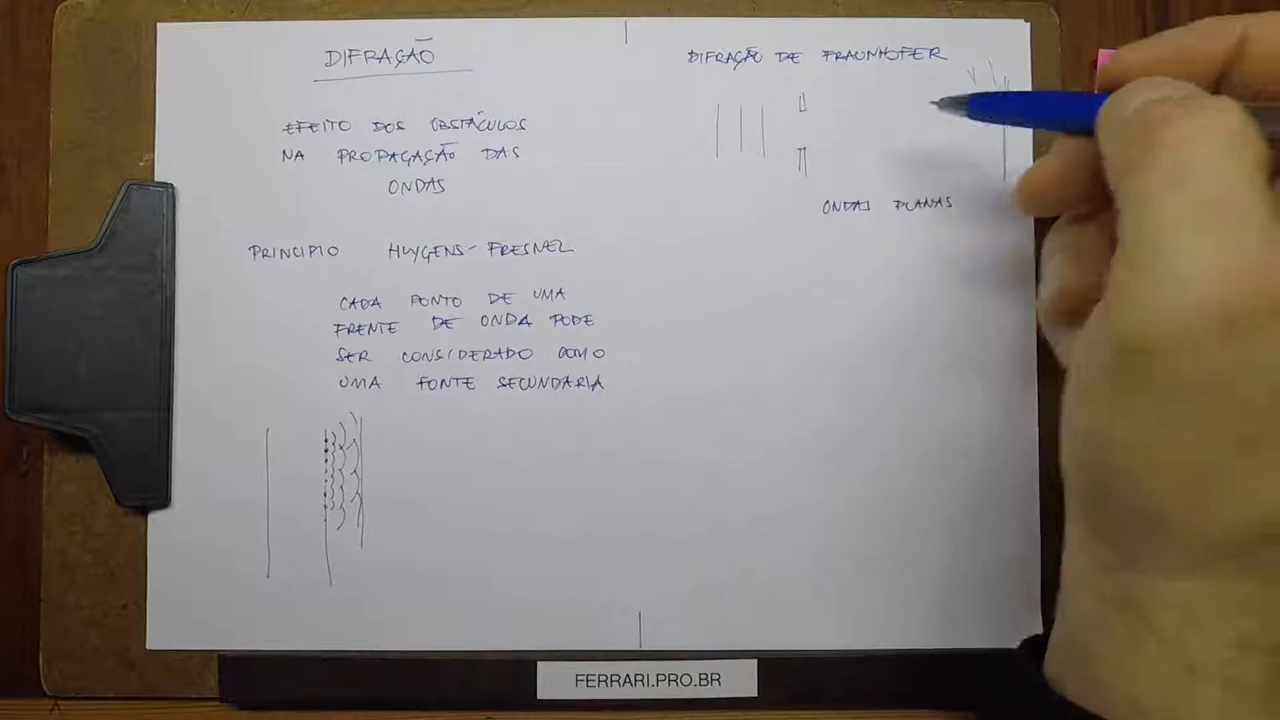 DIFRAÇÃO
EFEITO DOS OBSTÁCULOS
NA PROPAGAÇÃO DAS
ONDAS
PRINCIPIO HUYGENS-FRESNEL
CADA PONTO DE UMA
FRENTE DE ONDA PODE
SER CONSIDERADO COMO
UMA FONTE SECUNDARIA
DIFRAÇÃO DE FRAUNHOFER
ONDAS PLANAS
FERRARI.PRO.BR